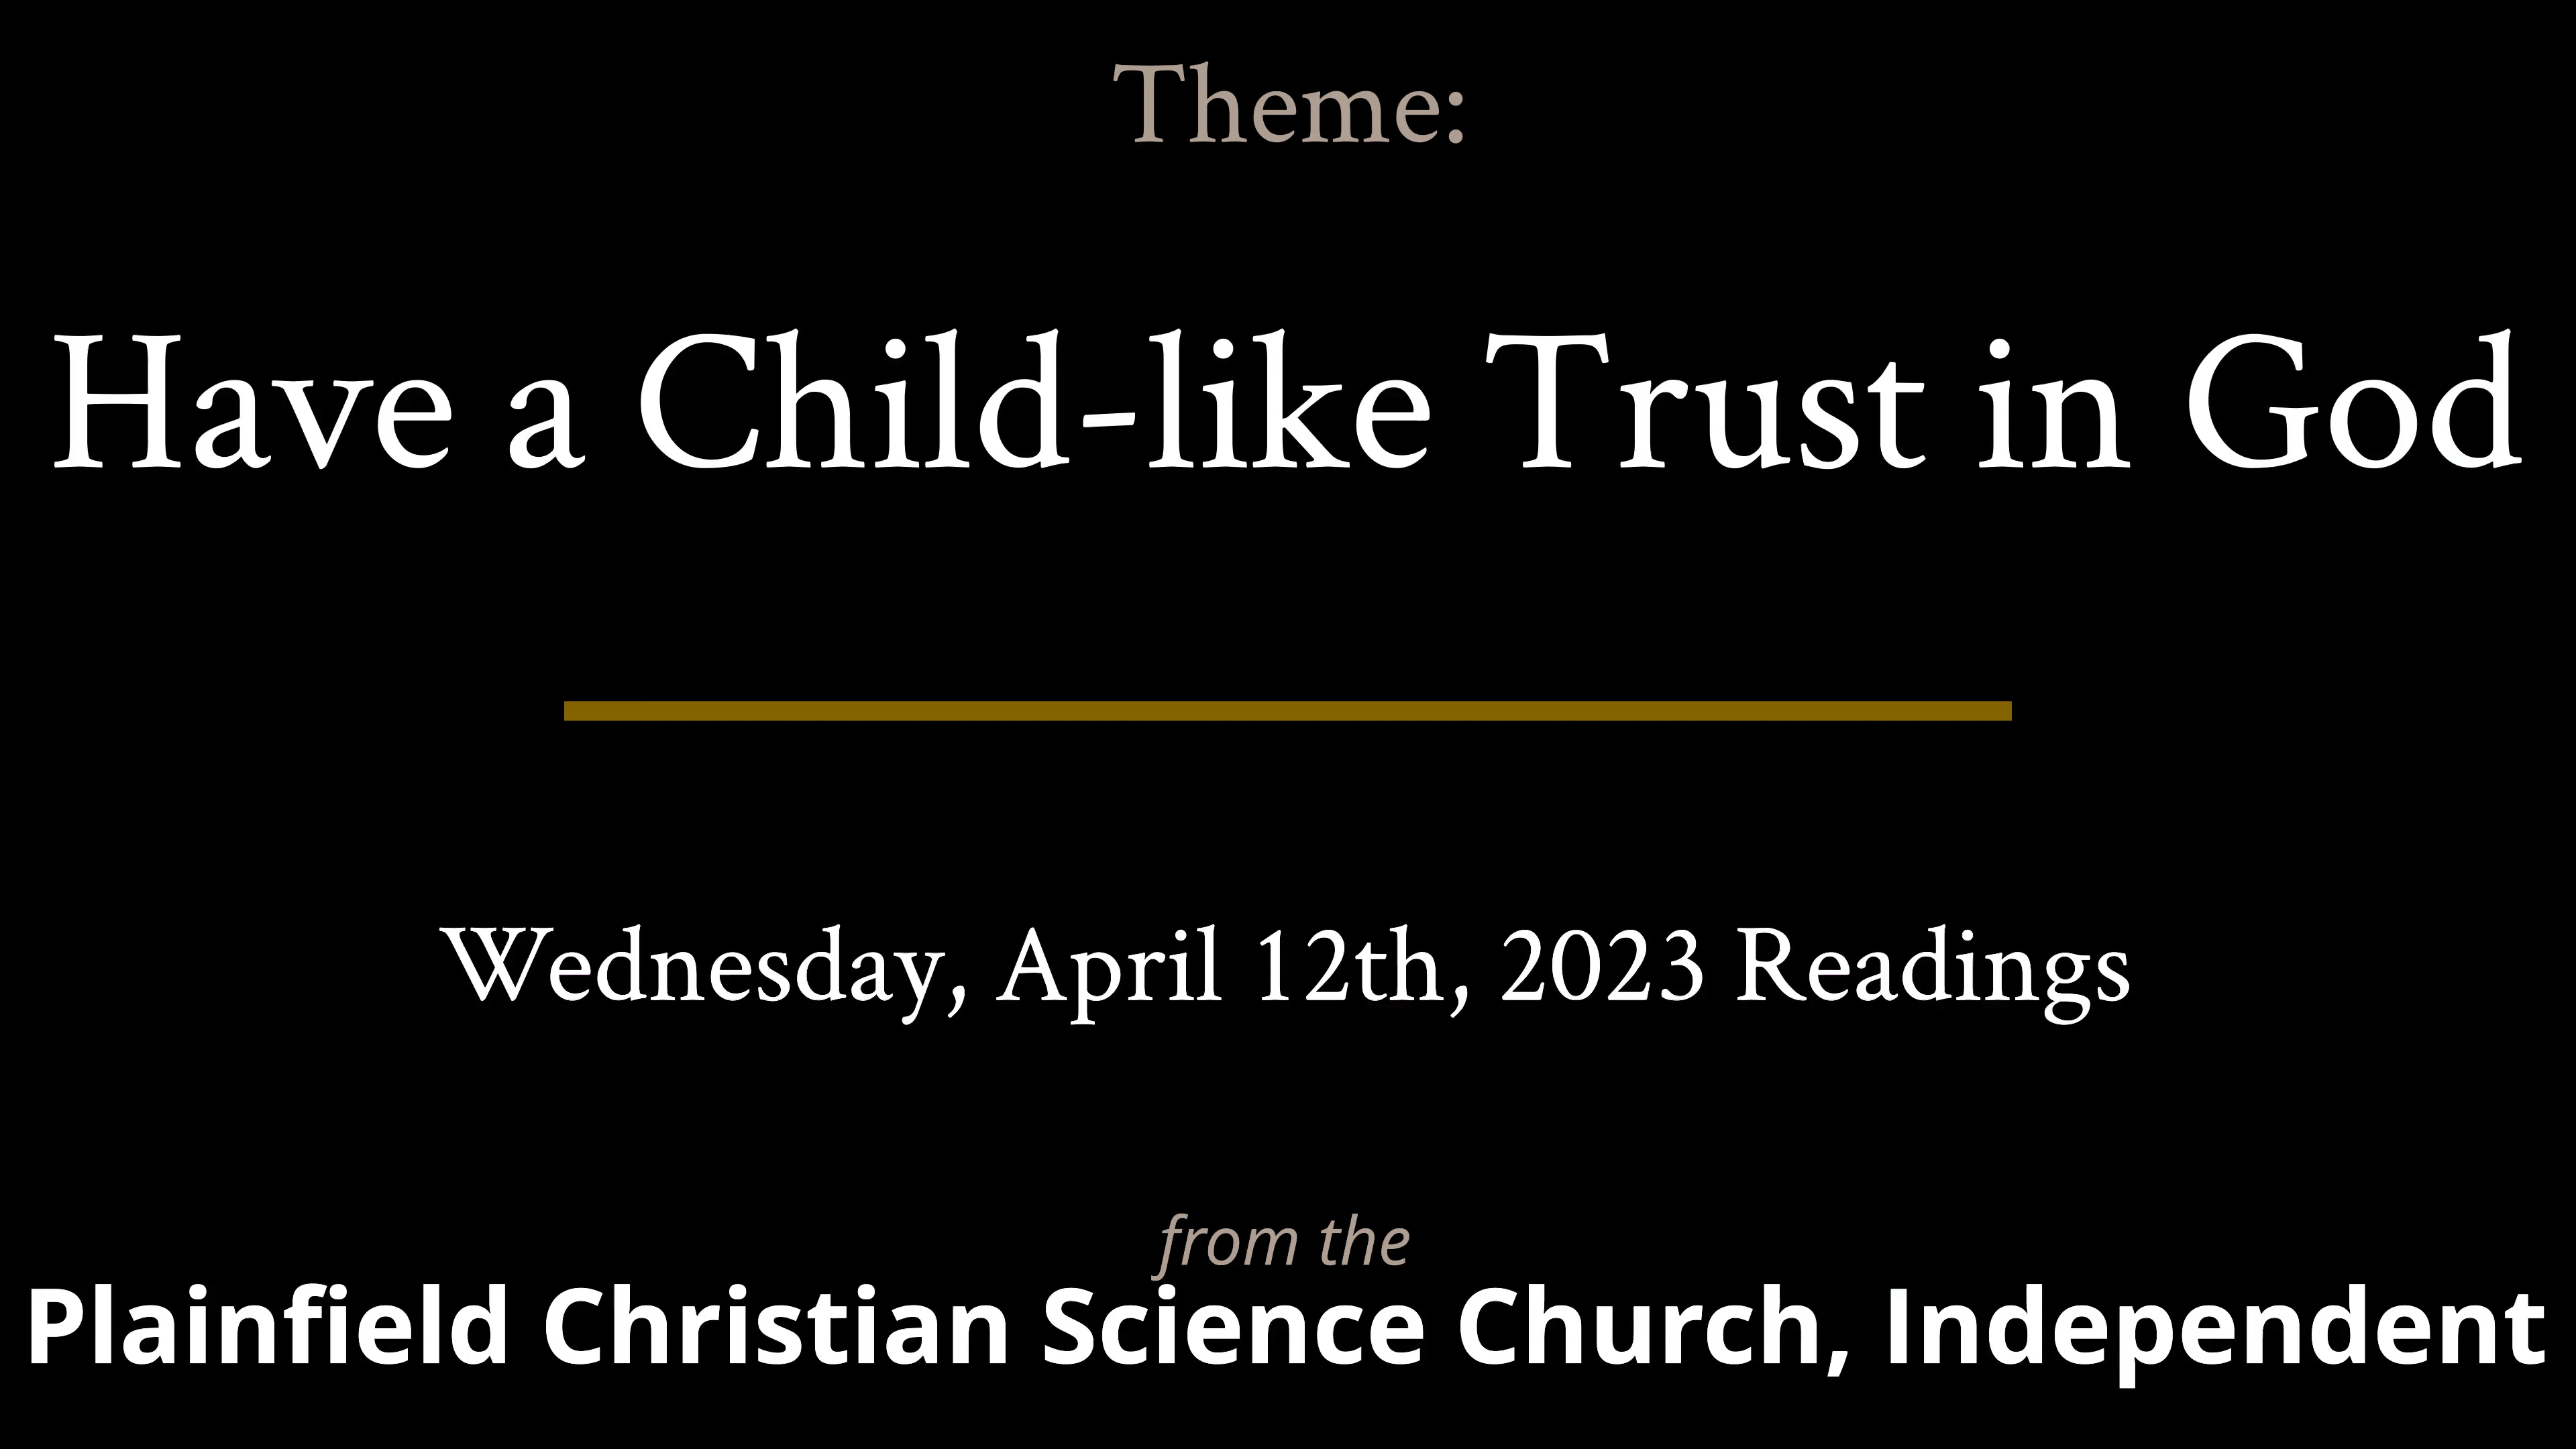 Theme:
Have a Child-like Trust in God
Wednesday, April 12th, 2023 Readings
from the
Plainfield Christian Science Church, Independent